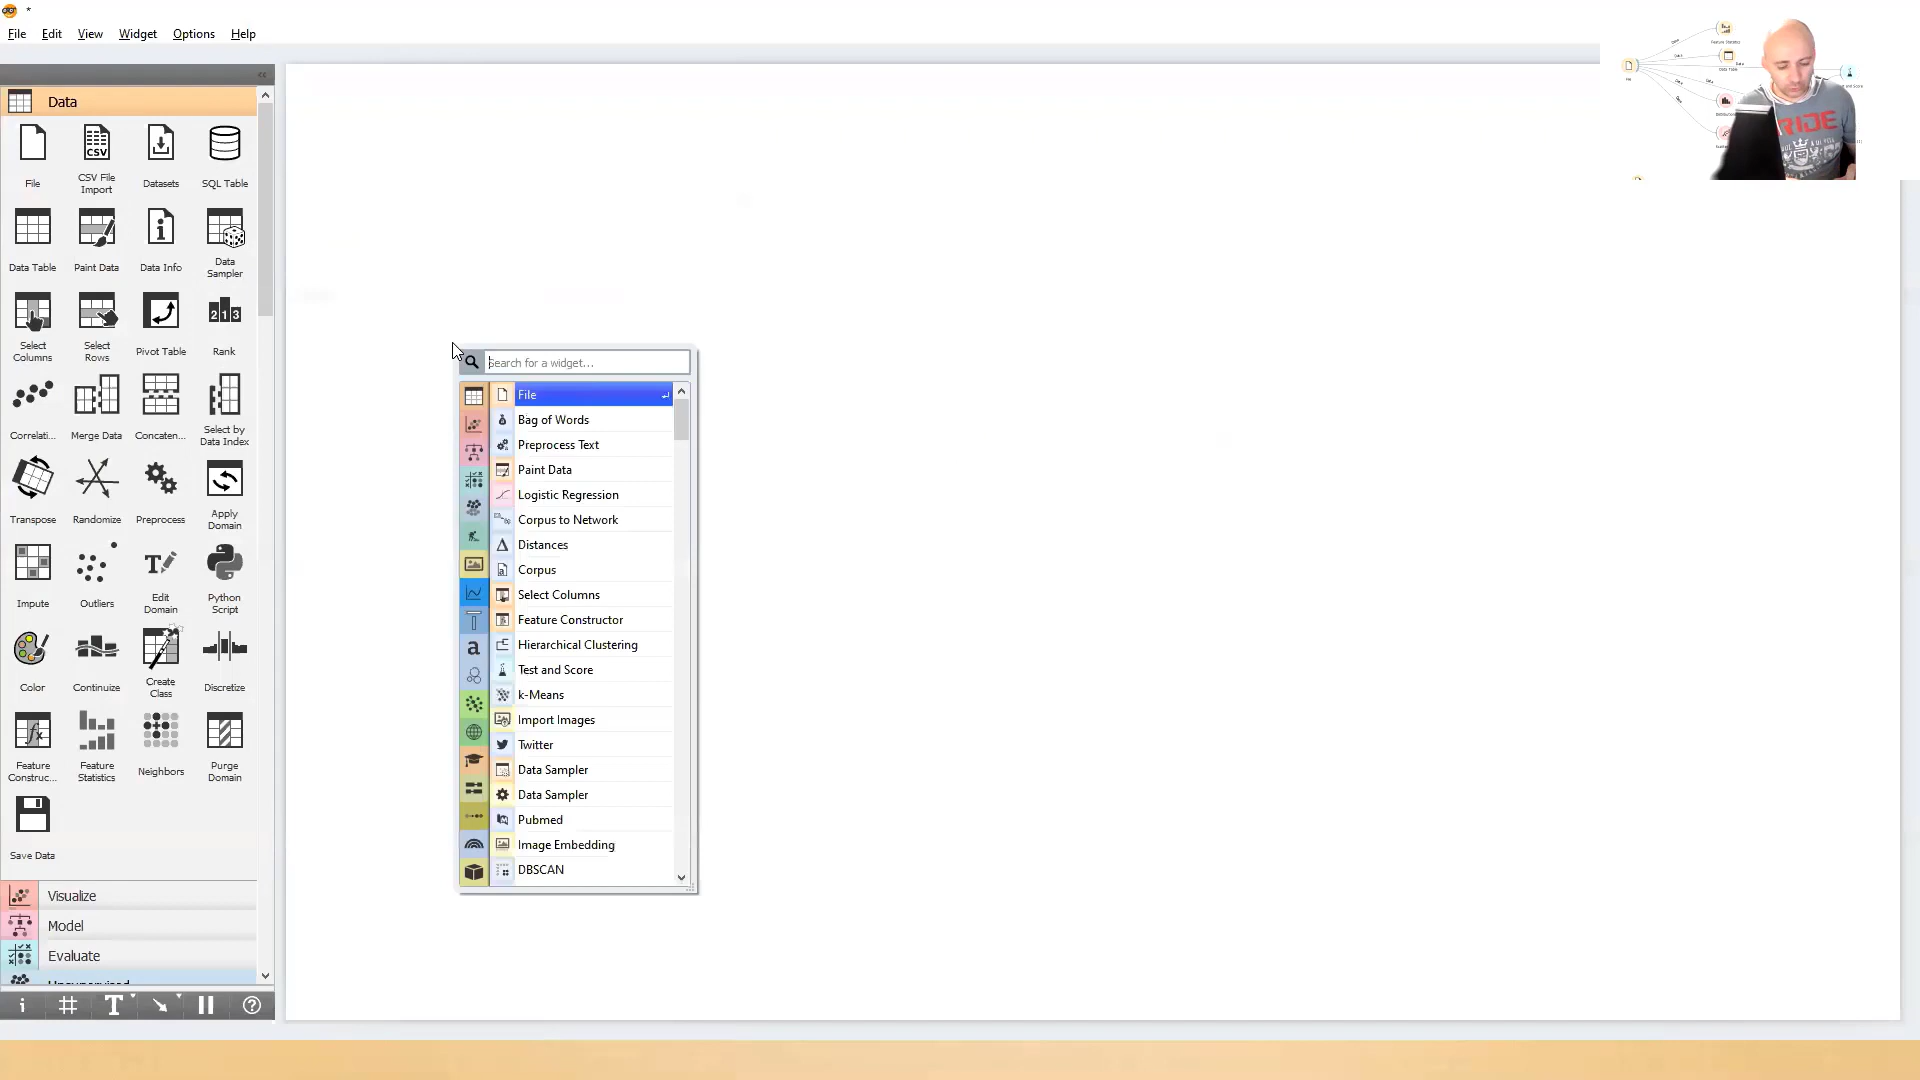 *
File Edit View Widget Options Help
Data
File
CSV File Import
Datasets
SQL Table
Data Table
Paint Data
Data Info
Data Sampler
Select Columns
Select Rows
Pivot Table
Rank
Correlati...
Merge Data
Concaten...
Select by Data Index
Transpose
Randomize
Preprocess
Apply Domain
Impute
Outliers
Edit Domain
Python Script
Color
Continuize
Create Class
Discretize
Feature Construc...
Feature Statistics
Neighbors
Purge Domain
Save Data
Visualize
Model
Evaluate
Search for a widget...
File
Bag of Words
Preprocess Text
Paint Data
Logistic Regression
Corpus to Network
Distances
Corpus
Select Columns
Feature Constructor
Hierarchical Clustering
Test and Score
k-Means
Import Images
Twitter
Data Sampler
Data Sampler
Pubmed
Image Embedding
DBSCAN
Feature Statistics
Data Table
RIDE